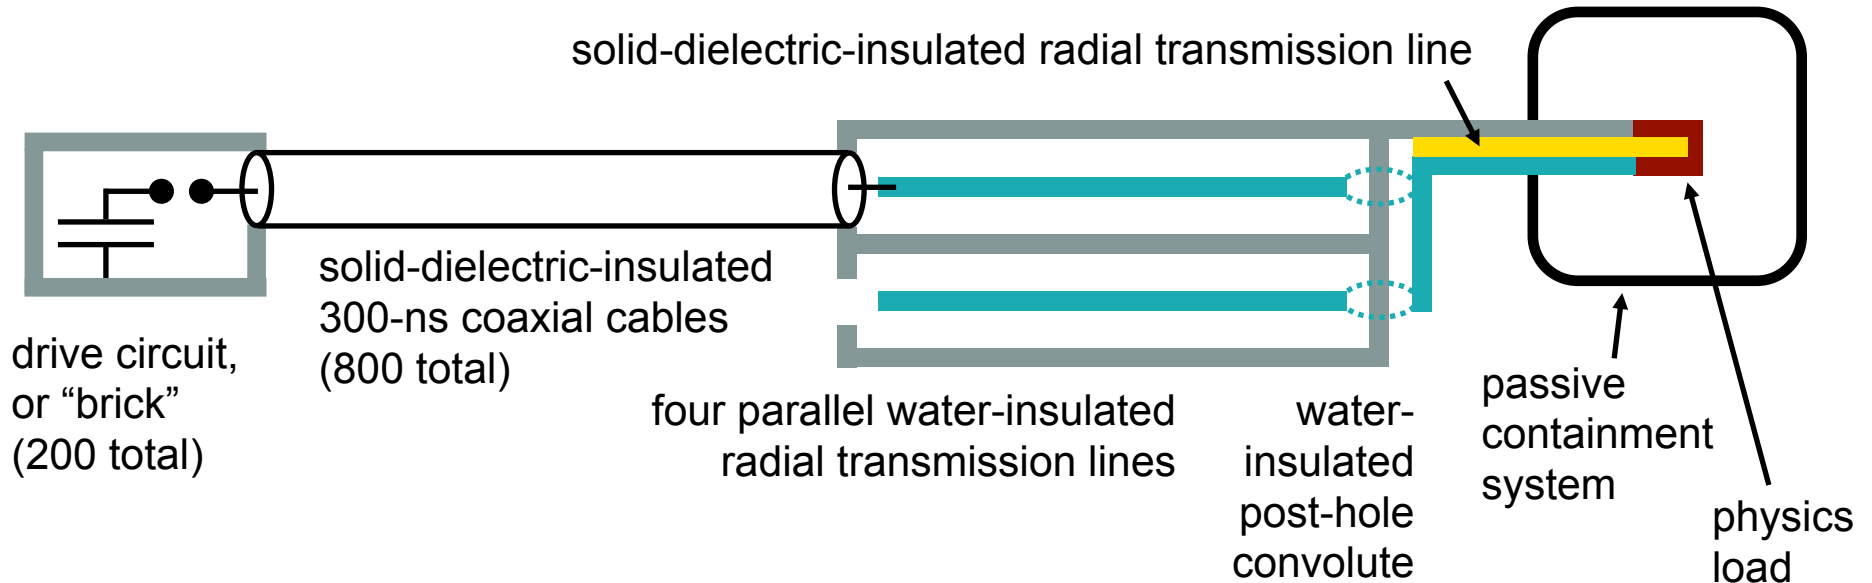 solid-dielectric-insulated radial transmission line
solid-dielectric-insulated
300-ns coaxial cables
(800 total)
drive circuit,
or “brick”
(200 total)
four parallel water-insulated
radial transmission lines
water-
insulated
post-hole
convolute
passive
containment
system
physics
load